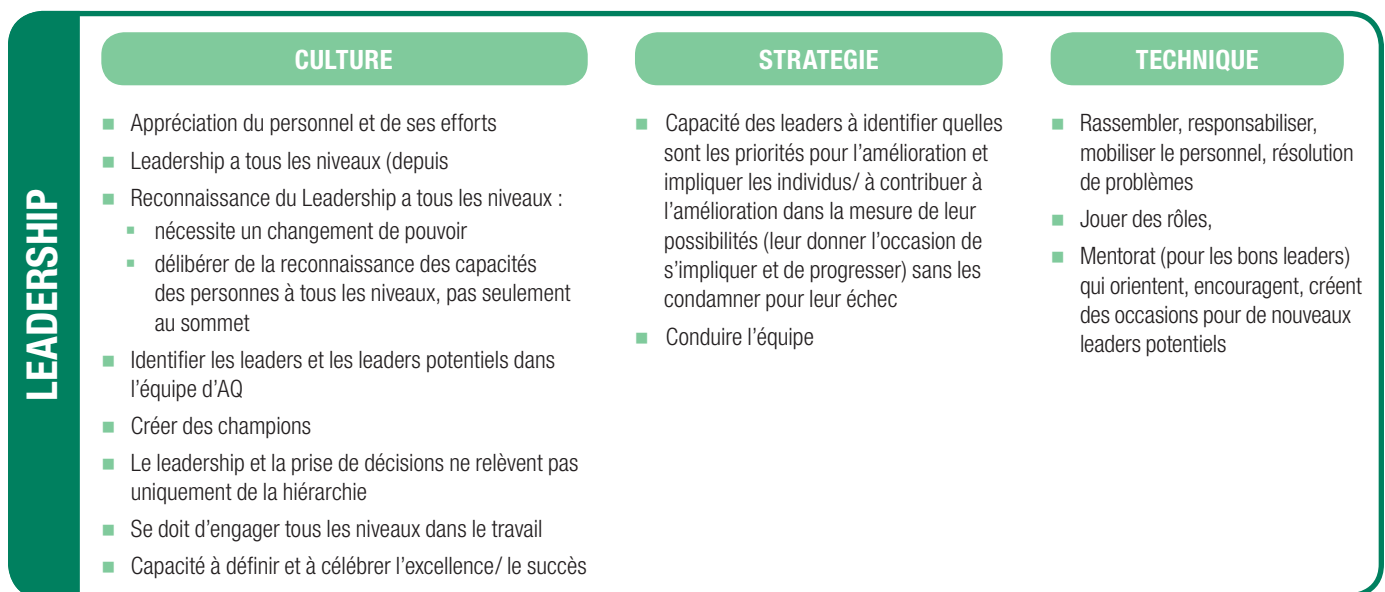 LEADERSHIP
CULTURE
Appréciation du personnel et de ses efforts
Leadership a tous les niveaux (depuis
Reconnaissance du Leadership a tous les niveaux :
nécessite un changement de pouvoir
délibérer de la reconnaissance des capacités
des personnes à tous les niveaux, pas seulement
au sommet
Identifier les leaders et les leaders potentiels dans
l'équipe d'AQ
Créer des champions
Le leadership et la prise de décisions ne relèvent pas
uniquement de la hiérarchie
Se doit d'engager tous les niveaux dans le travail
Capacité à définir et à célébrer l'excellence/ le succès
STRATEGIE
Capacité des leaders à identifier quelles
sont les priorités pour l'amélioration et
impliquer les individus/ à contribuer à
l'amélioration dans la mesure de leur
possibilités (leur donner l'occasion de
s'impliquer et de progresser) sans les
condamner pour leur échec
Conduire l'équipe
TECHNIQUE
Rassembler, responsabiliser,
mobiliser le personnel, résolution
de problèmes
Jouer des rôles,
Mentorat (pour les bons leaders)
qui orientent, encouragent, créent
des occasions pour de nouveaux
leaders potentiels